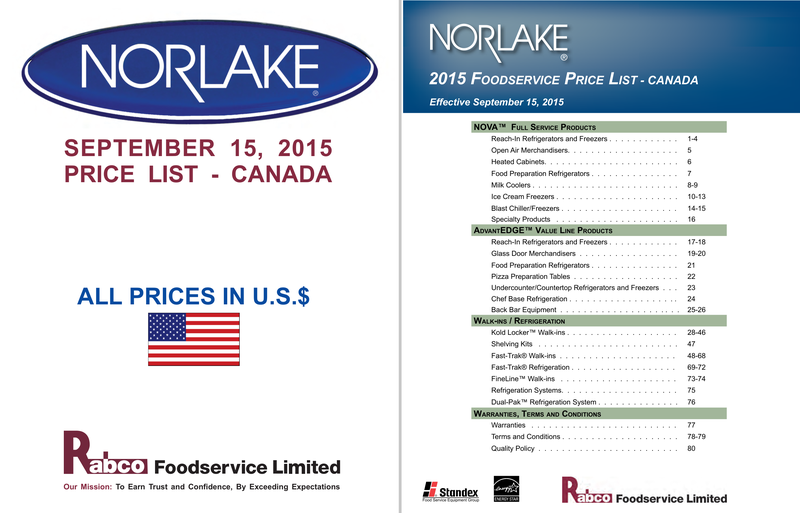 NORLAKE
®
SEPTEMBER 15, 2015
PRICE LIST - CANADA
ALL PRICES IN U.S.$
Rabco Foodservice Limited
Our Mission: To Earn Trust and Confidence, By Exceeding Expectations
NORLAKE
®
2015 FOODSERVICE PRICE LIST - CANADA
Effective September 15, 2015
NOVA™ FULL SERVICE PRODUCTS
Reach-In Refrigerators and Freezers . . . . . . . . . . . . 1-4
Open Air Merchandisers. . . . . . . . . . . . . . . . . . . 5
Heated Cabinets. . . . . . . . . . . . . . . . . . . . . . . 6
Food Preparation Refrigerators . . . . . . . . . . . . . . . 7
Milk Coolers . . . . . . . . . . . . . . . . . . . . . . . . 8-9
Ice Cream Freezers . . . . . . . . . . . . . . . . . . . . . 10-13
Blast Chiller/Freezers . . . . . . . . . . . . . . . . . . . . 14-15
Specialty Products . . . . . . . . . . . . . . . . . . . . . 16
ADVANTEDGE™ VALUE LINE PRODUCTS
Reach-In Refrigerators and Freezers . . . . . . . . . . . . 17-18
Glass Door Merchandisers . . . . . . . . . . . . . . . . . 19-20
Food Preparation Refrigerators . . . . . . . . . . . . . . . 21
Pizza Preparation Tables . . . . . . . . . . . . . . . . . . 22
Undercounter/Countertop Refrigerators and Freezers . . . 23
Chef Base Refrigeration . . . . . . . . . . . . . . . . . . . 24
Back Bar Equipment . . . . . . . . . . . . . . . . . . . . 25-26
WALK-INS / REFRIGERATION
Kold Locker™ Walk-ins . . . . . . . . . . . . . . . . . . . 28-46
Shelving Kits . . . . . . . . . . . . . . . . . . . . . . . . 47
Fast-Trak® Walk-ins . . . . . . . . . . . . . . . . . . . . 48-68
Fast-Trak® Refrigeration . . . . . . . . . . . . . . . . . . 69-72
FineLine™ Walk-ins . . . . . . . . . . . . . . . . . . . . 73-74
Refrigeration Systems. . . . . . . . . . . . . . . . . . . . 75
Dual-Pak™ Refrigeration System . . . . . . . . . . . . . . 76
WARRANTIES, TERMS AND CONDITIONS
Warranties . . . . . . . . . . . . . . . . . . . . . . . . . 77
Terms and Conditions . . . . . . . . . . . . . . . . . . . . 78-79
Quality Policy . . . . . . . . . . . . . . . . . . . . . . . . 80
Standex
Food Service Equipment Group
energy
ENERGY STAR
Rabco Foodservice Limited